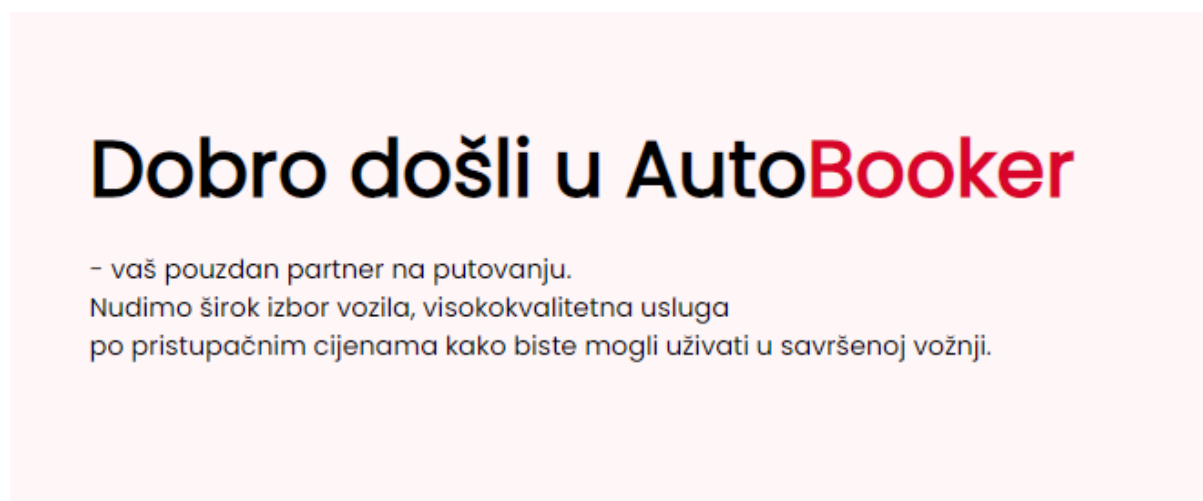 Dobro došli u AutoBooker
- vaš pouzdan partner na putovanju.
Nudimo širok izbor vozila, visokokvalitetna usluga
po pristupačnim cijenama kako biste mogli uživati u savršenoj vožnji.